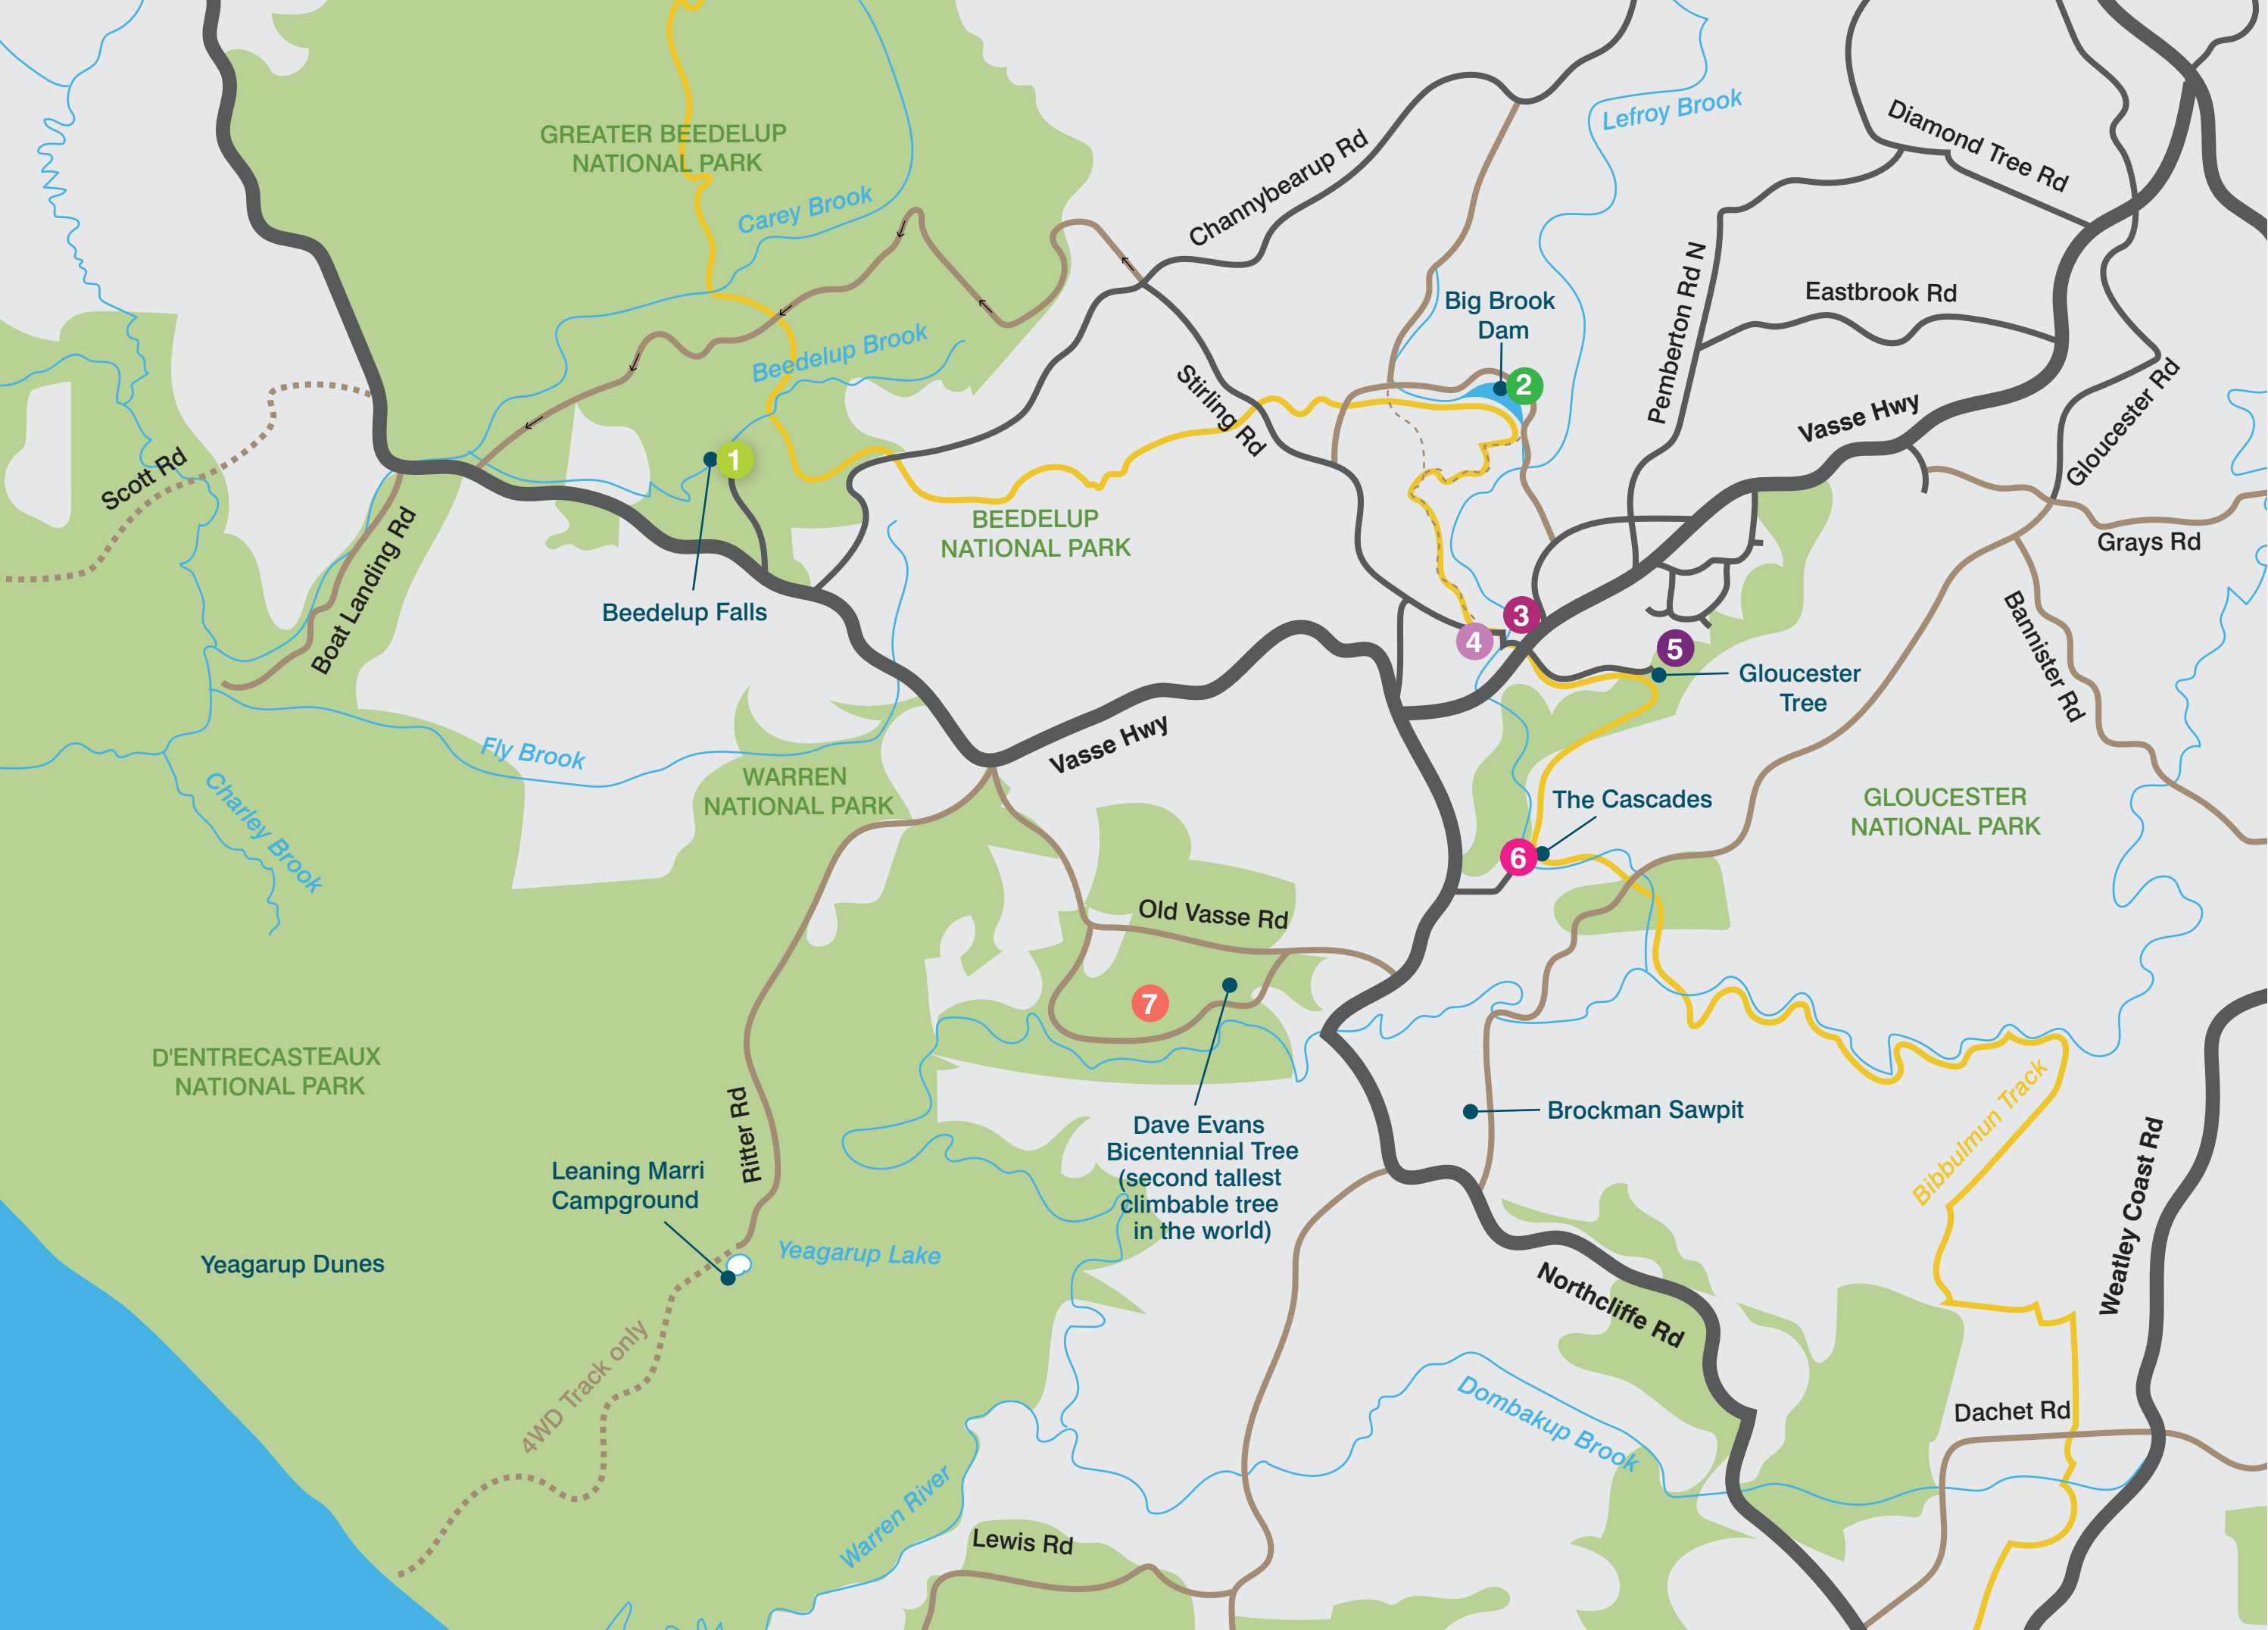 GREATER BEEDELUP
NATIONAL PARK
Carey Brook
Beedelup Brook
Channybearup Rd
Lefroy Brook
Diamond Tree Rd
Pemberton Rd N
Eastbrook Rd
Big Brook
Dam
2
Stirling Rd
Vasse Hwy
Gloucester Rd
Scott Rd
1
BEEDELUP
NATIONAL PARK
Grays Rd
Boat Landing Rd
Beedelup Falls
Bannister Rd
3
4
5
Gloucester
Tree
Fly Brook
Vasse Hwy
WARREN
NATIONAL PARK
Charley Brook
The Cascades
6
GLOUCESTER
NATIONAL PARK
Old Vasse Rd
7
D'ENTRECASTEAUX
NATIONAL PARK
Ritter Rd
Dave Evans
Bicentennial Tree
(second tallest
climbable tree
in the world)
Brockman Sawpit
Bibbulmun Track
Weatley Coast Rd
Leaning Marri
Campground
Yeagarup Dunes
Yeagarup Lake
Northcliffe Rd
4WD Track only
Dombakup Brook
Dachet Rd
Warren River
Lewis Rd